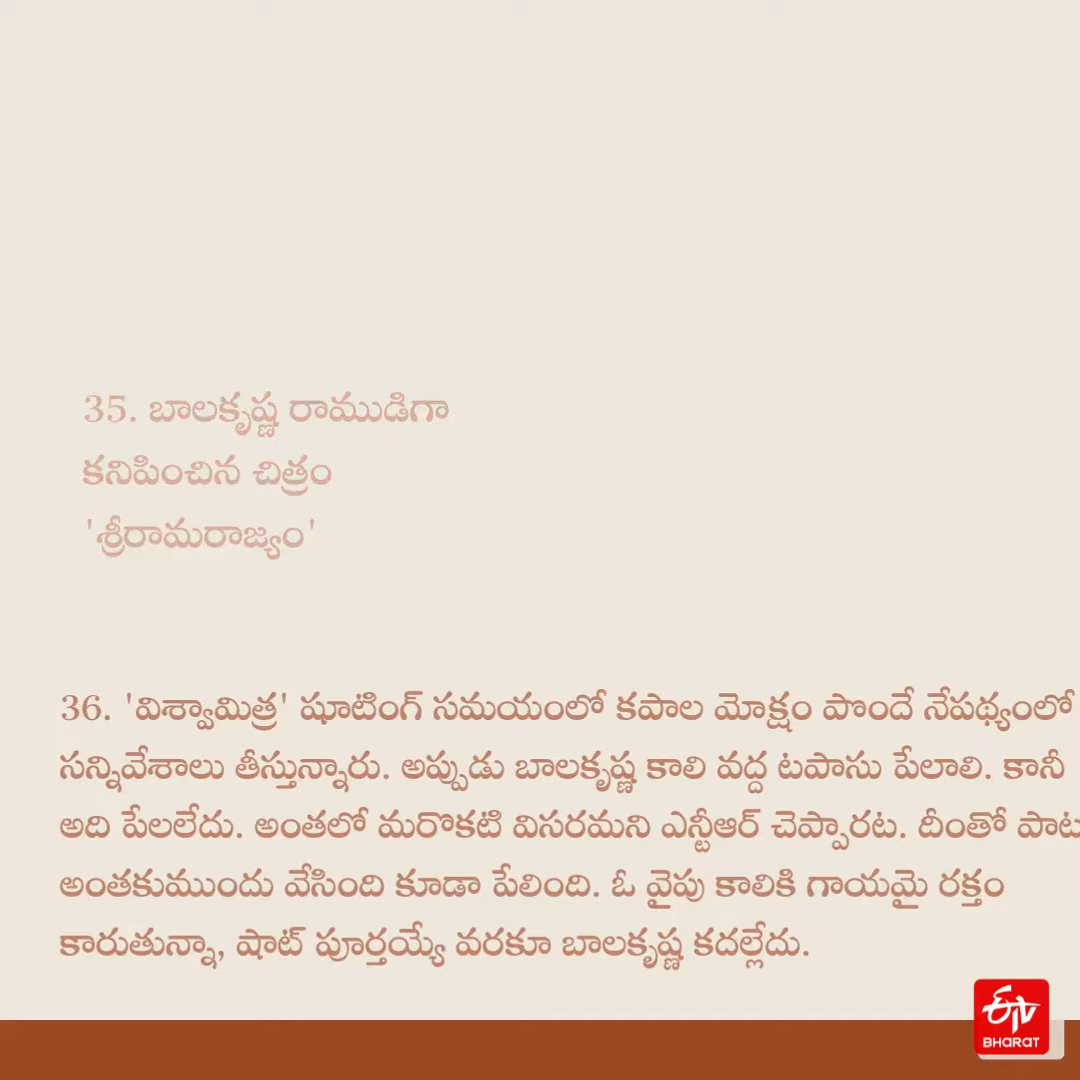 35. బాలకృష్ణ రాముడిగా
కనిపించిన చిత్రం
'శ్రీరామరాజ్యం'
36. 'విశ్వామిత్ర' షూటింగ్ సమయంలో కపాల మోక్షం పొందే నేపథ్యంలో
సన్నివేశాలు తీస్తున్నారు. అప్పుడు బాలకృష్ణ కాలి వద్ద టపాసు పేలాలి. కానీ
అది పేలలేదు. అంతలో మరొకటి విసరమని ఎన్టీఆర్ చెప్పారట. దీంతో పాటు
అంతకుముందు వేసింది కూడా పేలింది. ఓ వైపు కాలికి గాయమై రక్తం
కారుతున్నా, షాట్ పూర్తయ్యే వరకూ బాలకృష్ణ కదల్లేదు.
ETV
BHARAT